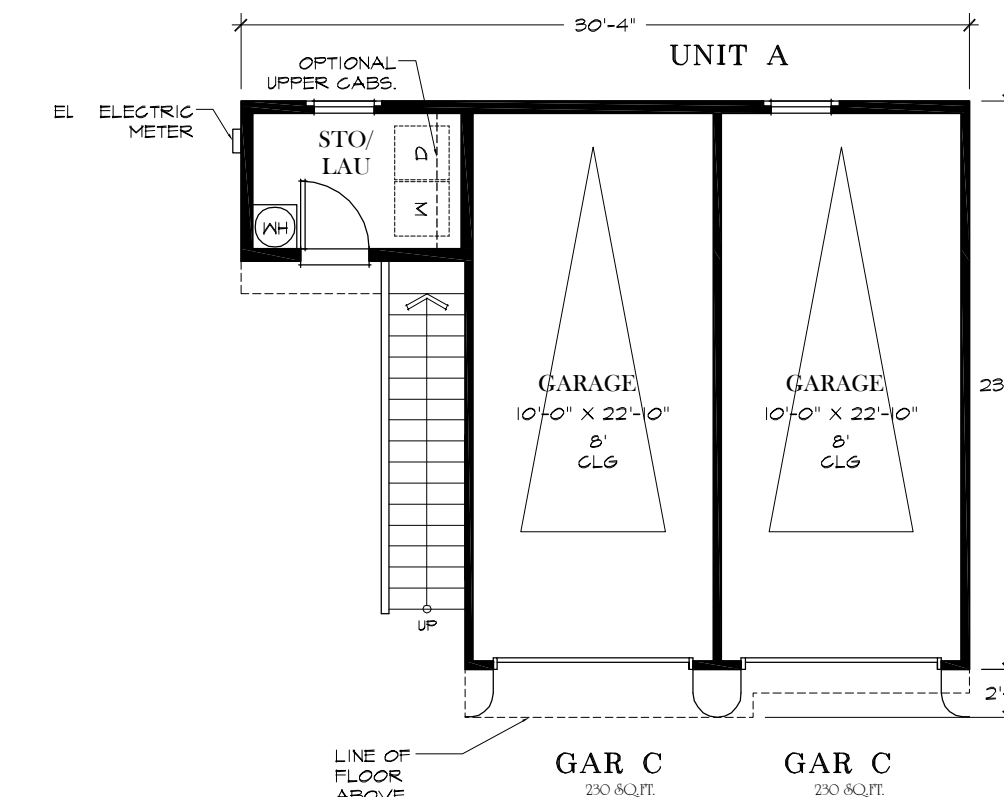 30'-4"
UNIT A
OPTIONAL
UPPER CABS.
EL ELECTRIC
METER
STO/
LAU
D
W
WH
GARAGE
10'-0" X 22'-10"
8'
CLG
GARAGE
10'-0" X 22'-10"
8'
CLG
23
UP
2'-
LINE OF
FLOOR
ABOVE
GAR C
230 SQ.FT.
GAR C
230 SQ.FT.